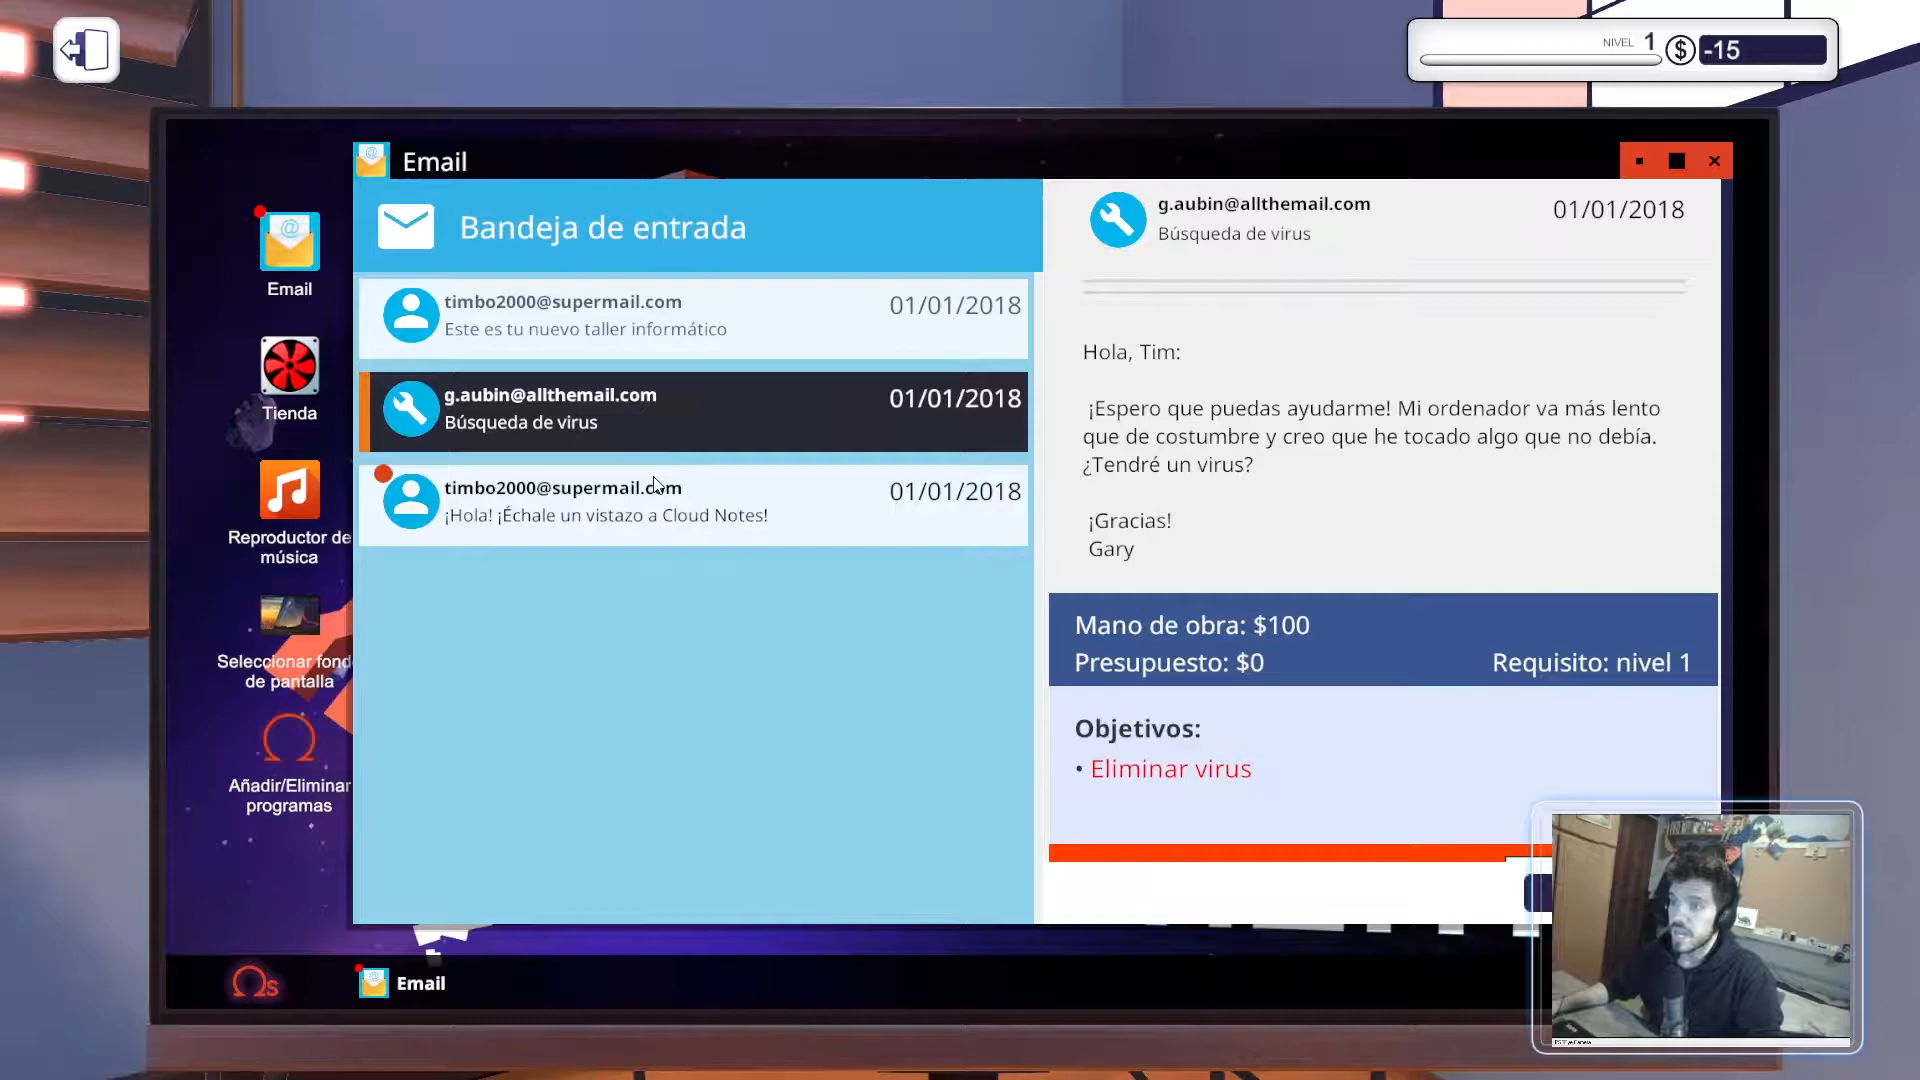 NIVEL 1 $ -15
Email
Bandeja de entrada
timbo2000@supermail.com 01/01/2018
Este es tu nuevo taller informático
g.aubin@allthemail.com 01/01/2018
Búsqueda de virus
timbo2000@supermail.com 01/01/2018
¡Hola! ¡Échale un vistazo a Cloud Notes!
g.aubin@allthemail.com 01/01/2018
Búsqueda de virus
Hola, Tim:
¡Espero que puedas ayudarme! Mi ordenador va más lento
que de costumbre y creo que he tocado algo que no debía.
¿Tendré un virus?
¡Gracias!
Gary
Mano de obra: $100
Presupuesto: $0 Requisito: nivel 1
Objetivos:
• Eliminar virus
Email
Tienda
Reproductor de
música
Seleccionar fond
de pantalla
Añadir/Eliminar
programas
Ωs
Email